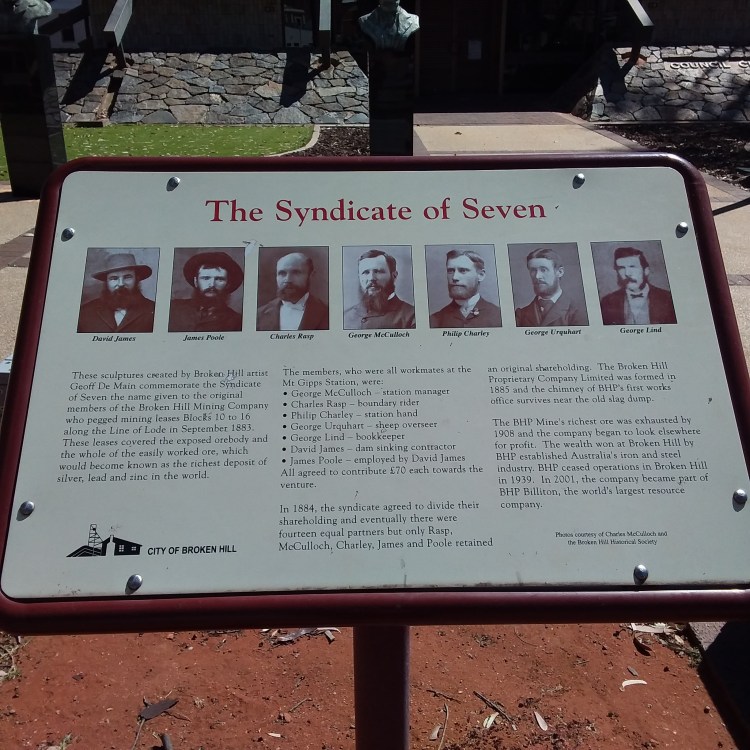 COUNCIL C
The Syndicate of Seven
David James
James Poole
Charles Rasp
George McCulloch
Philip Charley
George Urquhart
George Lind
These sculptures created by Broken Hill artist
Geoff De Main commemorate the Syndicate
of Seven the name given to the original
members of the Broken Hill Mining Company
who pegged mining leases Blocks 10 to 16
along the Line of Lode in September 1883.
These leases covered the exposed orebody and
the whole of the easily worked ore, which
would become known as the richest deposit of
silver, lead and zinc in the world.
CITY OF BROKEN HILL
The members, who were all workmates at the
Mt Gipps Station, were:
• George McCulloch – station manager
• Charles Rasp – boundary rider
• Philip Charley – station hand
• George Urquhart – sheep overseer
• George Lind – bookkeeper
• David James – dam sinking contractor
• James Poole – employed by David James
All agreed to contribute £70 each towards the
venture.
In 1884, the syndicate agreed to divide their
shareholding and eventually there were
fourteen equal partners but only Rasp,
McCulloch, Charley, James and Poole retained
an original shareholding. The Broken Hill
Proprietary Company Limited was formed in
1885 and the chimney of BHP's first works
office survives near the old slag dump.
The BHP Mine's richest ore was exhausted by
1908 and the company began to look elsewhere
for profit. The wealth won at Broken Hill by
BHP established Australia's iron and steel
industry. BHP ceased operations in Broken Hill
in 1939. In 2001, the company became part of
BHP Billiton, the world's largest resource
company.
Photos courtesy of Charles McCulloch and
the Broken Hill Historical Society